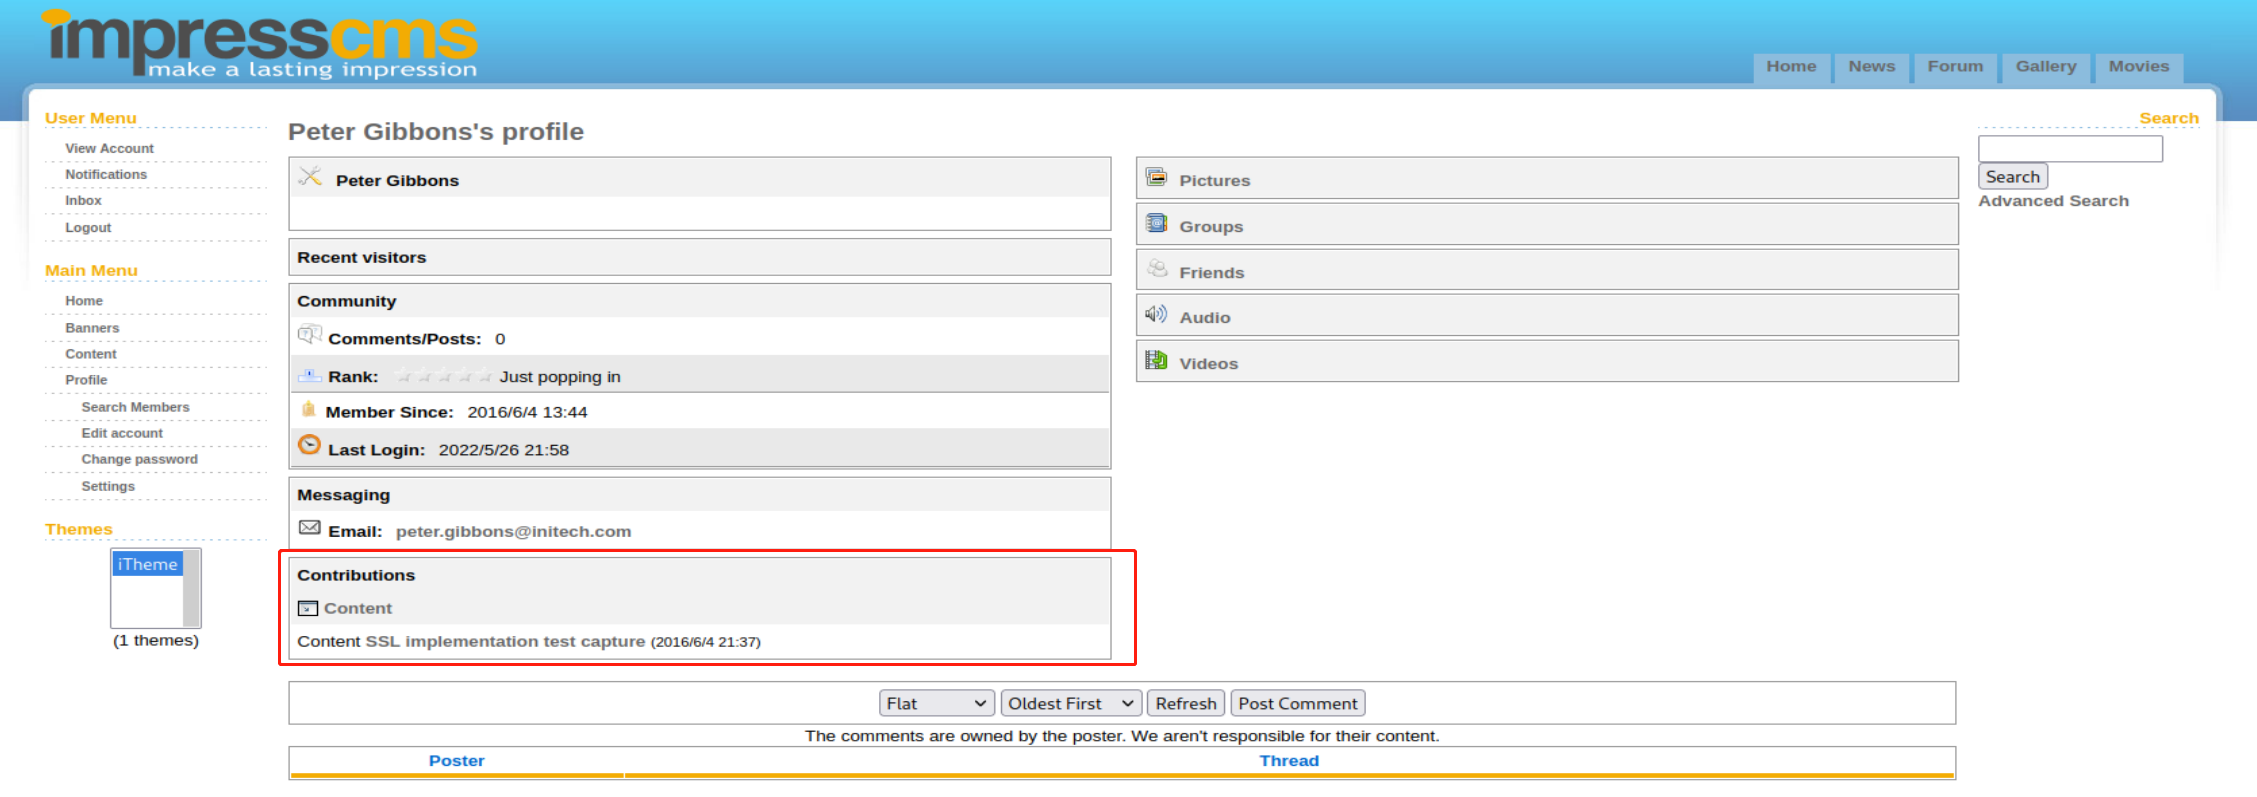 impresscms
make a lasting impression
Home News Forum Gallery Movies
User Menu
View Account
Notifications
Inbox
Logout
Main Menu
Home
Banners
Content
Profile
Search Members
Edit account
Change password
Settings
Themes
iTheme
(1 themes)
Peter Gibbons's profile
Peter Gibbons
Recent visitors
Community
Comments/Posts: 0
Rank: Just popping in
Member Since: 2016/6/4 13:44
Last Login: 2022/5/26 21:58
Messaging
Email: peter.gibbons@initech.com
Contributions
Content
Content SSL implementation test capture (2016/6/4 21:37)
Pictures
Groups
Friends
Audio
Videos
Search
Search
Advanced Search
Flat Oldest First Refresh Post Comment
The comments are owned by the poster. We aren't responsible for their content.
Poster Thread